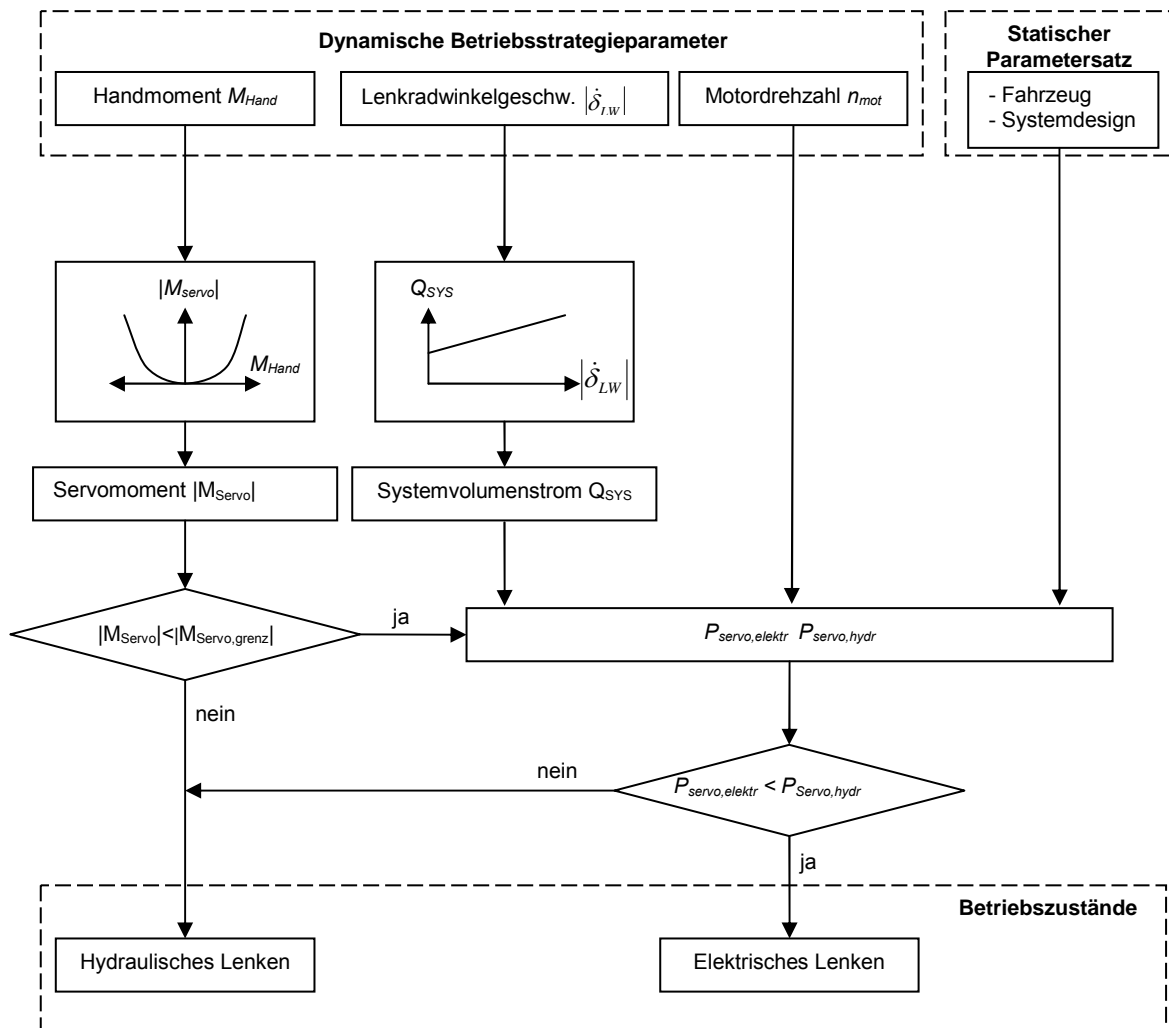 Dynamische Betriebsstrategieparameter
Statischer
Parametersatz
Handmoment M_Hand
Lenkradwinkelgeschw. |δ̇_LW|
Motordrehzahl n_mot
- Fahrzeug
- Systemdesign
|M_servo|
M_Hand
Q_SYS
|δ̇_LW|
Servomoment |M_Servo|
Systemvolumenstrom Q_SYS
|M_Servo|<|M_Servo,grenz|
ja
P_servo,elektr P_servo,hydr
nein
nein
P_servo,elektr < P_Servo,hydr
ja
Betriebszustände
Hydraulisches Lenken
Elektrisches Lenken